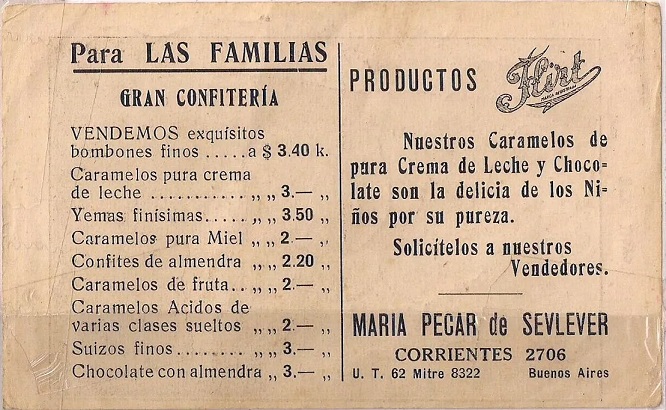 Para LAS FAMILIAS
GRAN CONFITERÍA
VENDEMOS exquísitos
bombones finos ..... a $ 3.40 k.
Caramelos pura crema
de leche ........... „ „ 3.— „
Yemas finísimas ..... „ „ 3.50 „
Caramelos pura Miel „ „ 2.— „
Confites de almendra „ „ 2.20 „
Caramelos de fruta .. „ „ 2.— „
Caramelos Acidos de
varias clases sueltos „ „ 2.— „
Suizos finos ........ „ „ 3.— „
Chocolate con almendra „ 3.— „
PRODUCTOS Flirt
MARCA REGISTRADA
Nuestros Caramelos de
pura Crema de Leche y Choco=
late son la delicia de los Ni=
ños por su pureza.
Solicítelos a nuestros
Vendedores.
MARIA PECAR de SEVLEVER
CORRIENTES 2706
U. T. 62 Mitre 8322 Buenos Aires